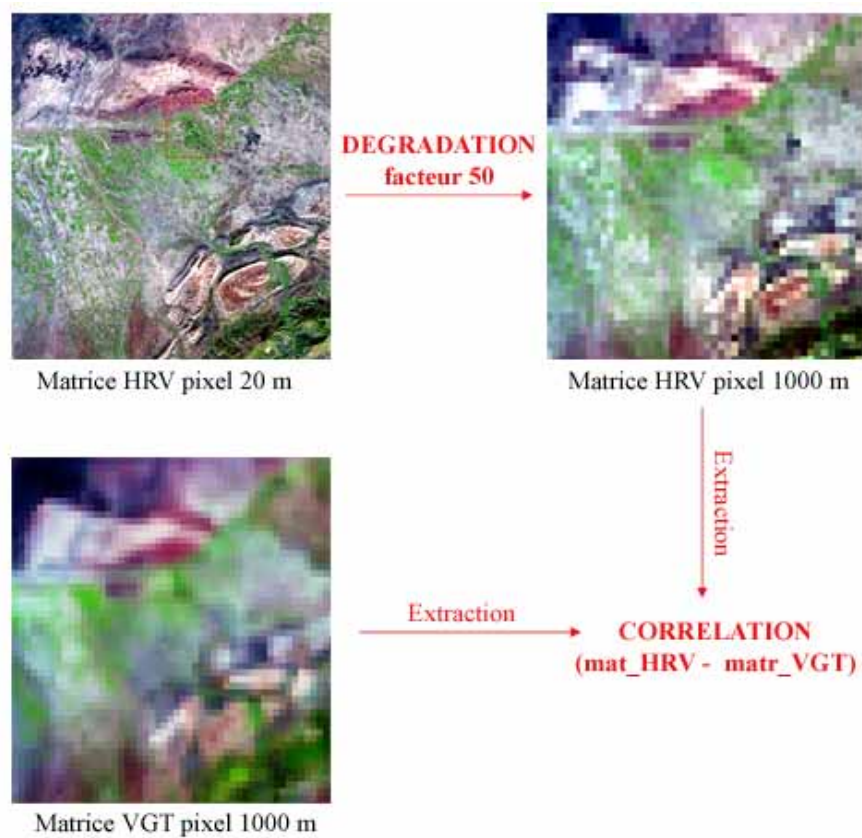 DEGRADATION
facteur 50
Matrice HRV pixel 20 m
Matrice HRV pixel 1000 m
Extraction
Extraction
CORRELATION
(mat_HRV - matr_VGT)
Matrice VGT pixel 1000 m